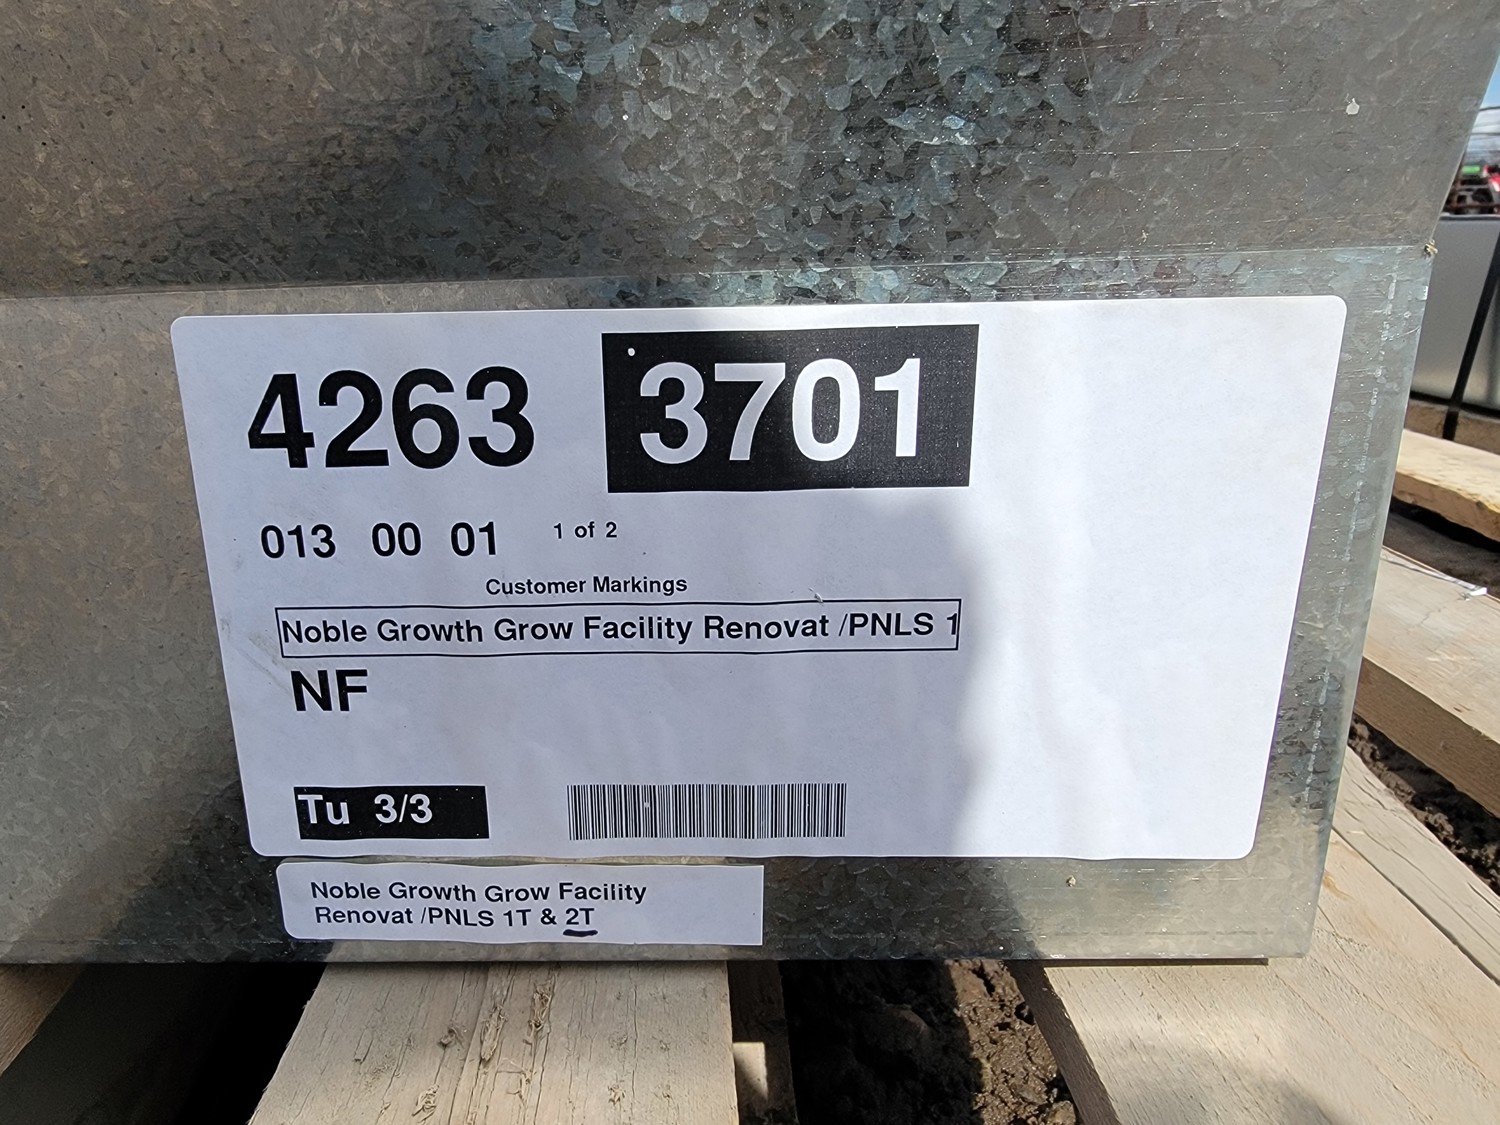 4263 3701
013 00 01 1 of 2
Customer Markings
Noble Growth Grow Facility Renovat /PNLS 1
NF
Tu 3/3
Noble Growth Grow Facility
Renovat /PNLS 1T & 2T